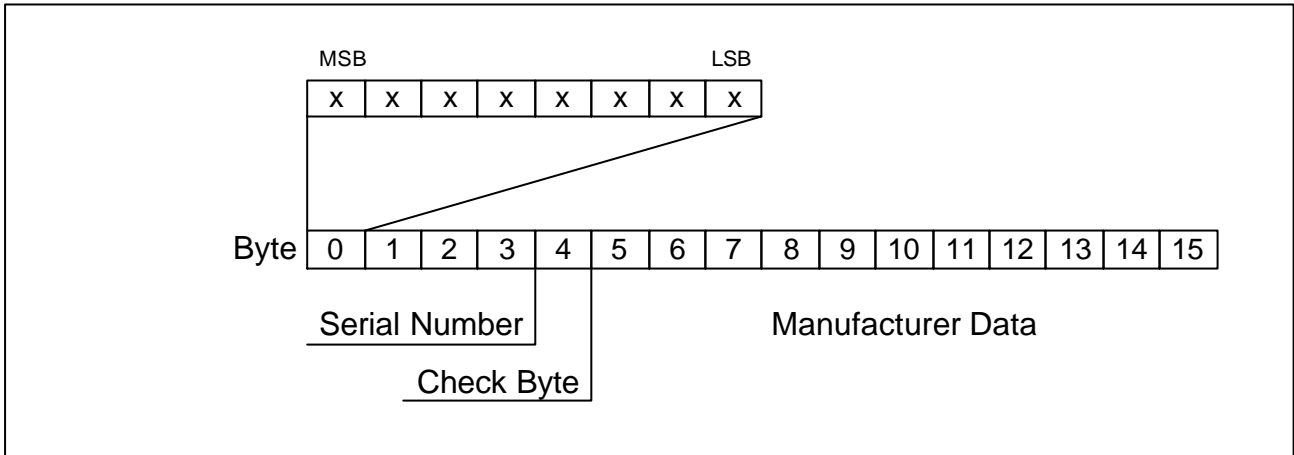 MSB LSB
x x x x x x x x
Byte 0 1 2 3 4 5 6 7 8 9 10 11 12 13 14 15
Serial Number Manufacturer Data
Check Byte